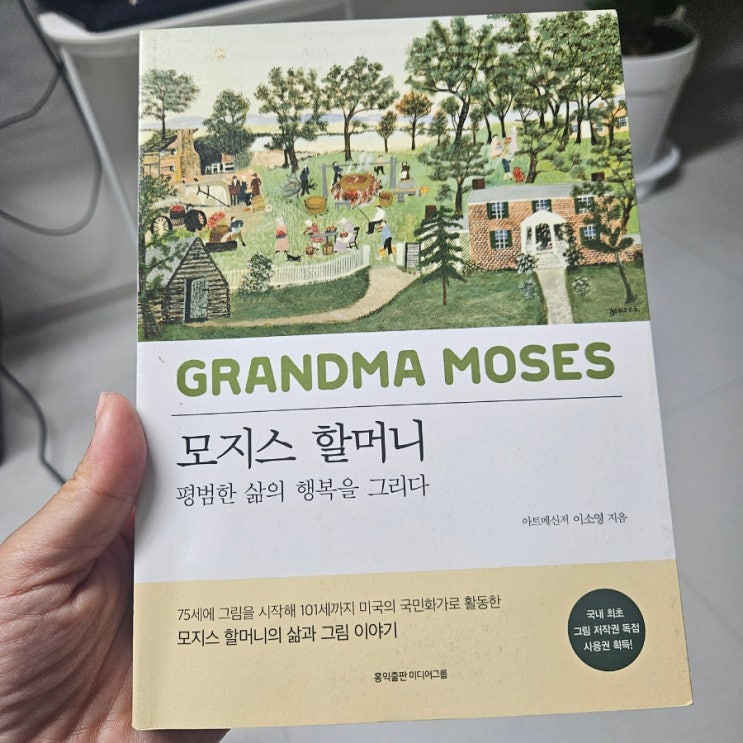 MOSES.
GRANDMA MOSES
모지스 할머니
평범한 삶의 행복을 그리다
아트메신저 이소영 지음
75세에 그림을 시작해 101세까지 미국의 국민화가로 활동한
모지스 할머니의 삶과 그림 이야기
국내 최초
그림 저작권 독점
사용권 획득!
홍익출판 미디어그룹